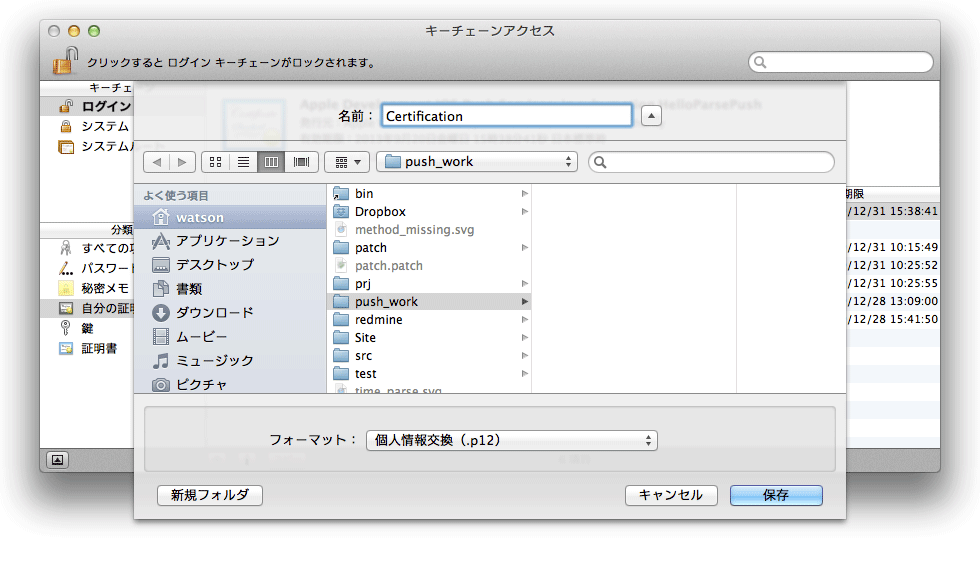 キーチェーンアクセス
クリックすると ログイン キーチェーンがロックされます。
キーチェ
ログイン
システム
システムル
名前：
Certification
push_work
よく使う項目
watson
アプリケーション
デスクトップ
書類
ダウンロード
ムービー
ミュージック
ピクチャ
bin
Dropbox
method_missing.svg
patch
patch.patch
prj
push_work
redmine
Site
src
test
time_parse.svg
期限
/12/31 15:38:41
/12/31 10:15:49
/12/31 10:25:52
/12/31 10:25:55
/12/28 13:09:00
/12/28 15:41:50
分類
すべての項
パスワード
秘密メモ
自分の証明
鍵
証明書
フォーマット：
個人情報交換（.p12）
新規フォルダ
キャンセル
保存